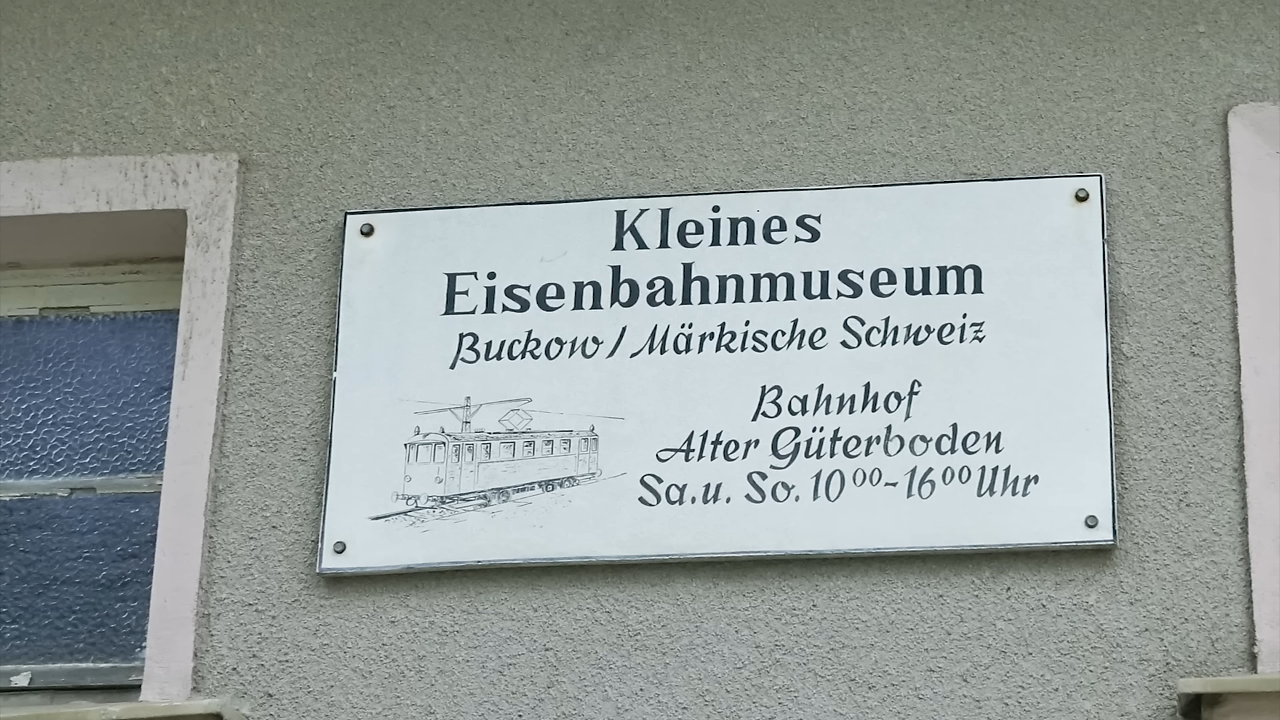 Kleines
Eisenbahnmuseum
Buckow / Märkische Schweiz
Bahnhof
Alter Güterboden
Sa. u. So. 10⁰⁰-16⁰⁰ Uhr